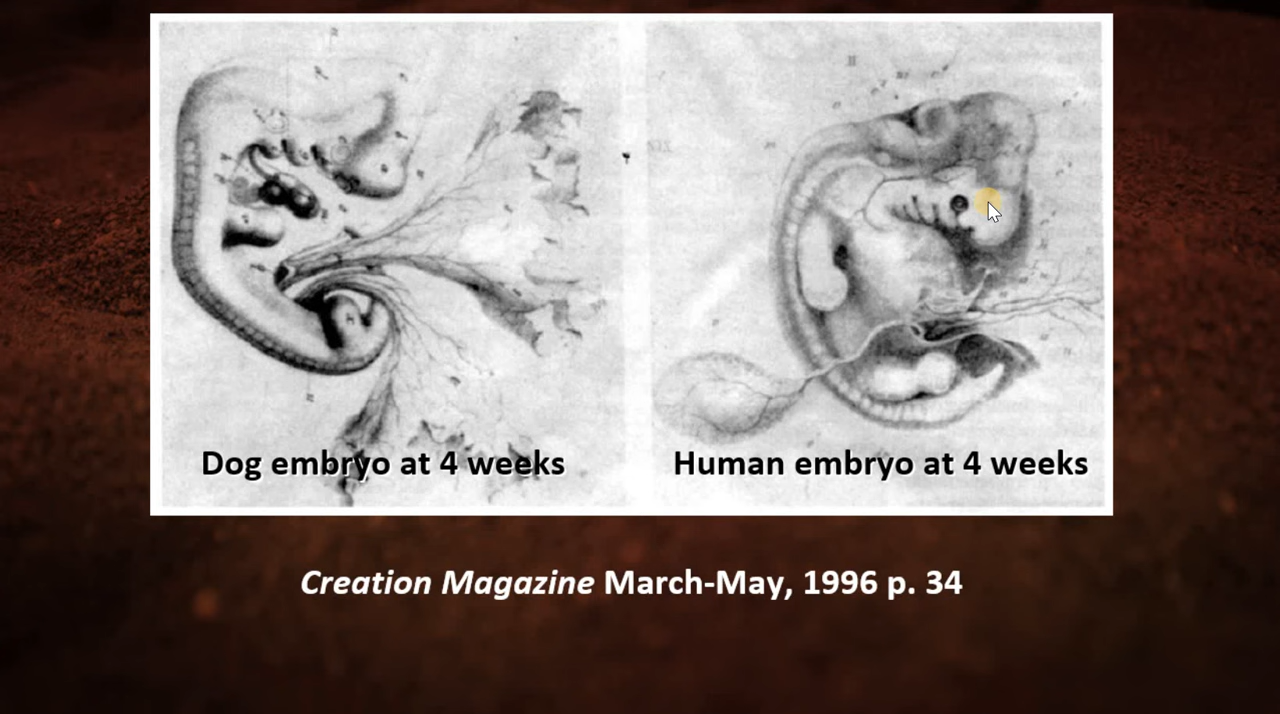 Dog embryo at 4 weeks
Human embryo at 4 weeks
Creation Magazine March-May, 1996 p. 34